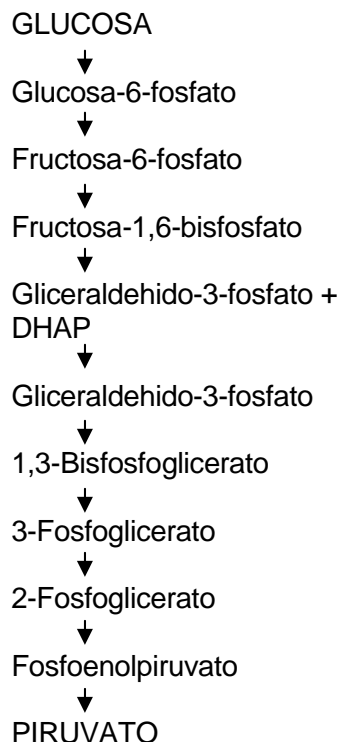 GLUCOSA
Glucosa-6-fosfato
Fructosa-6-fosfato
Fructosa-1,6-bisfosfato
Gliceraldehido-3-fosfato +
DHAP
Gliceraldehido-3-fosfato
1,3-Bisfosfoglicerato
3-Fosfoglicerato
2-Fosfoglicerato
Fosfoenolpiruvato
PIRUVATO